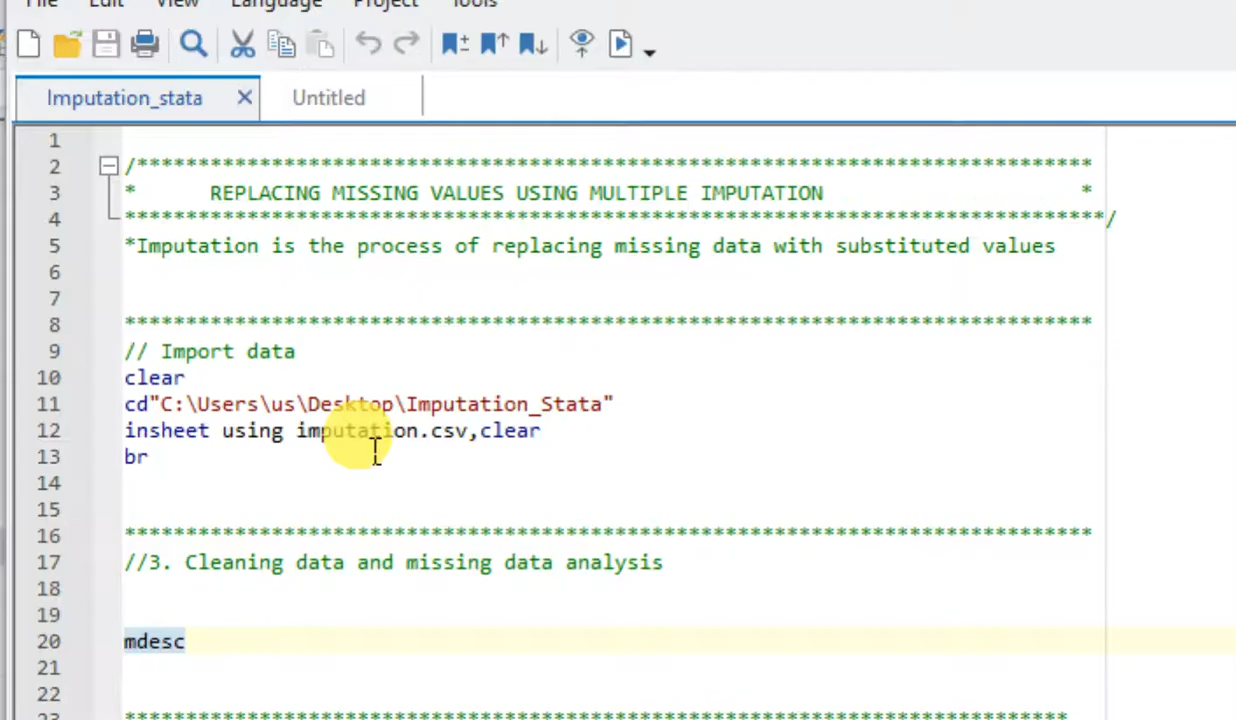 File Edit View Language Project Tools
Imputation_stata × Untitled
1
2 /*******************************************************************************
3 * REPLACING MISSING VALUES USING MULTIPLE IMPUTATION *
4 ********************************************************************************/
5 *Imputation is the process of replacing missing data with substituted values
6
7
8 *******************************************************************************
9 // Import data
10 clear
11 cd"C:\Users\us\Desktop\Imputation_Stata"
12 insheet using imputation.csv,clear
13 br
14
15
16 *******************************************************************************
17 //3. Cleaning data and missing data analysis
18
19
20 mdesc
21
22
23 *****************************************************************************